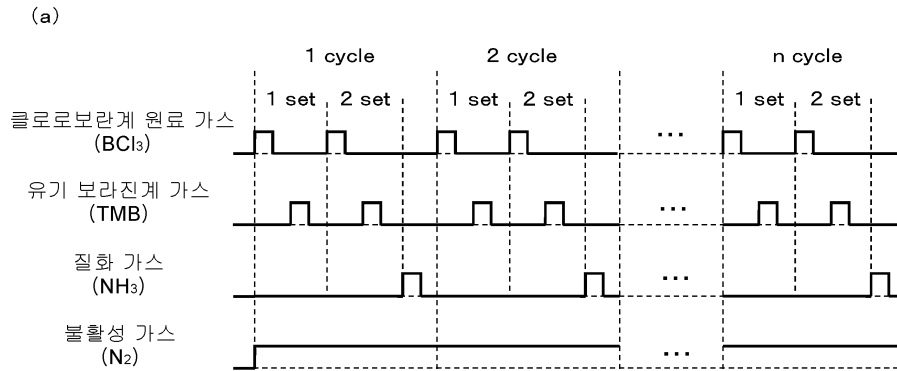 (a)
1 cycle 2 cycle n cycle
1 set 2 set 1 set 2 set 1 set 2 set
클로로보란계 원료 가스
(BCl₃)
...
유기 보라진계 가스
(TMB)
...
질화 가스
(NH₃)
...
불활성 가스
(N₂)
...